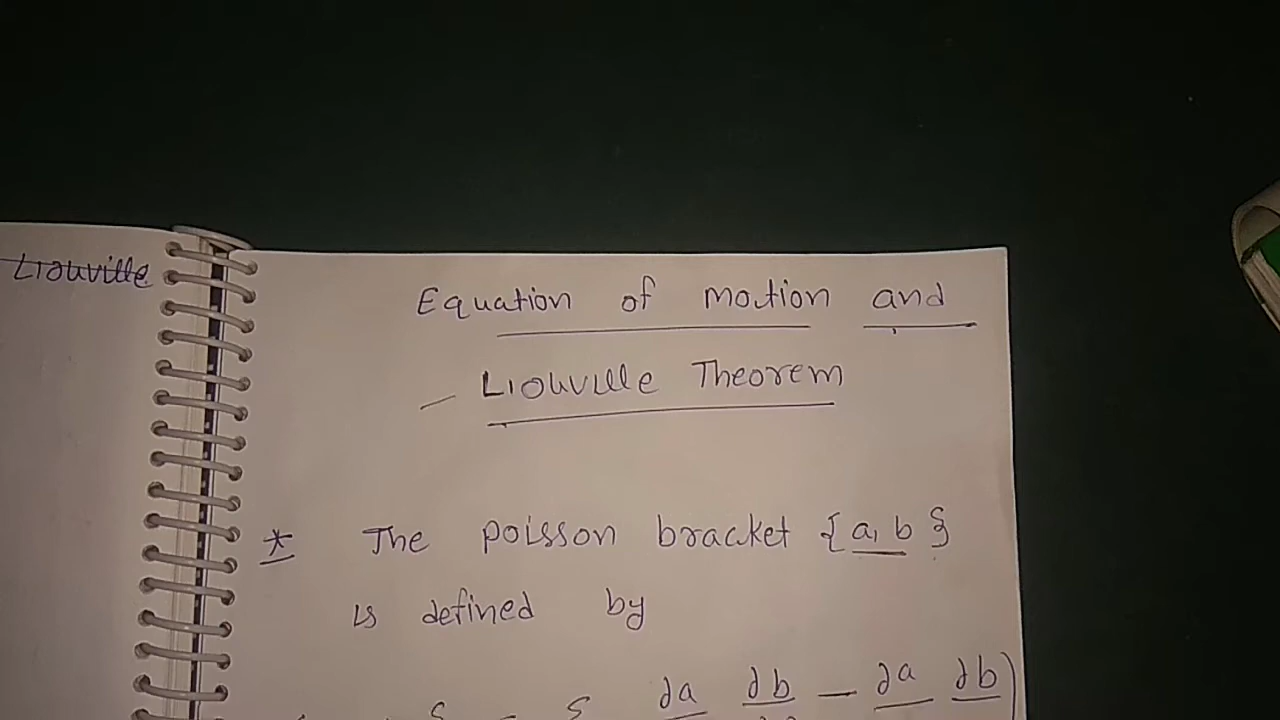 Liouville
Equation of motion and
Liouville Theorem
* The poisson bracket {a, b}
is defined by
∂a ∂b — ∂a ∂b)